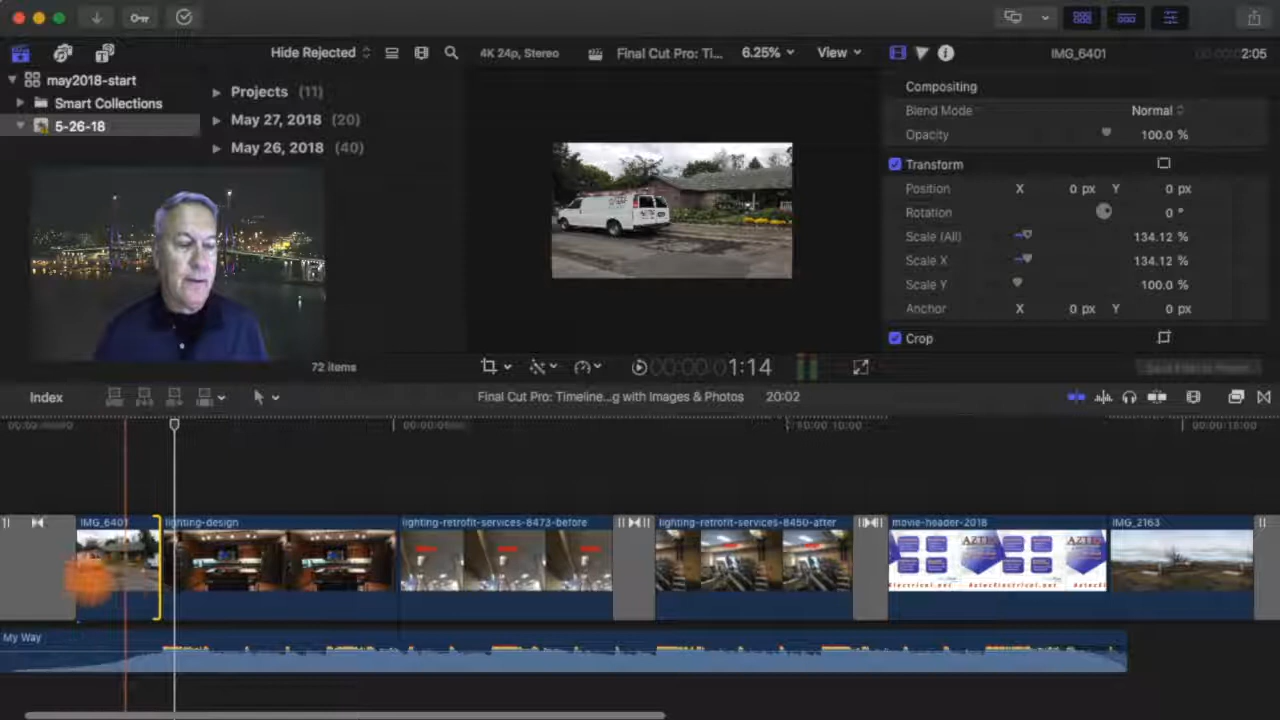 Hide Rejected
4K 24p, Stereo
Final Cut Pro: Ti...
6.25%
View
IMG_6401
2:05
may2018-start
Smart Collections
5-26-18
Projects (11)
May 27, 2018 (20)
May 26, 2018 (40)
72 items
Compositing
Blend Mode Normal
Opacity 100.0 %
Transform
Position X 0 px Y 0 px
Rotation 0 °
Scale (All) 134.12 %
Scale X 134.12 %
Scale Y 100.0 %
Anchor X 0 px Y 0 px
Crop
1:14
Index
Final Cut Pro: Timeline...g with Images & Photos 20:02
IMG_6401
lighting-design
lighting-retrofit-services-8473-before
lighting-retrofit-services-8450-after
movie-header-2018
IMG_2163
AztecElectrical.net
My Way